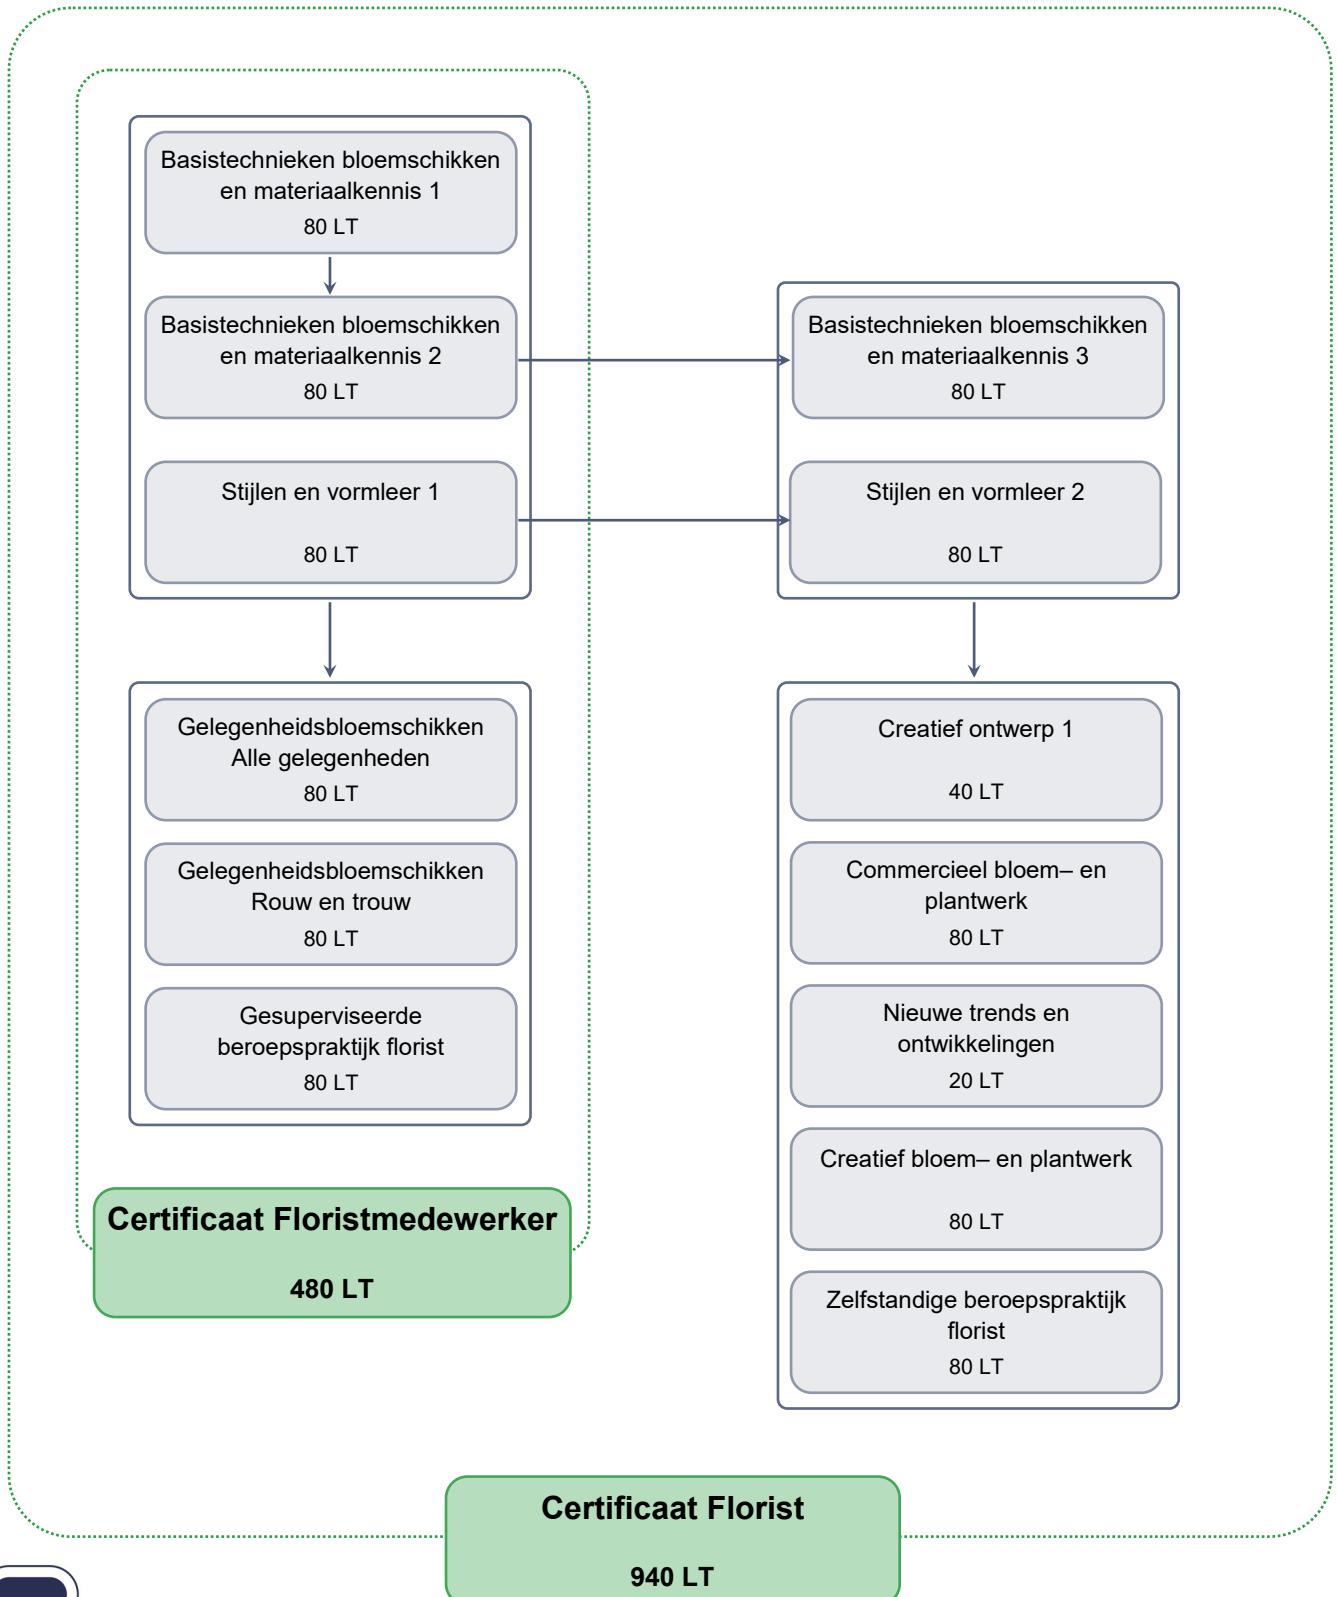 Basistechnieken bloemschikken
en materiaalkennis 1
80 LT
Basistechnieken bloemschikken
en materiaalkennis 2
80 LT
Stijlen en vormleer 1
80 LT
Basistechnieken bloemschikken
en materiaalkennis 3
80 LT
Stijlen en vormleer 2
80 LT
Gelegenheidsbloemschikken
Alle gelegenheden
80 LT
Gelegenheidsbloemschikken
Rouw en trouw
80 LT
Gesuperviseerde
beroepspraktijk florist
80 LT
Certificaat Floristmedewerker
480 LT
Creatief ontwerp 1
40 LT
Commercieel bloem– en
plantwerk
80 LT
Nieuwe trends en
ontwikkelingen
20 LT
Creatief bloem– en plantwerk
80 LT
Zelfstandige beroepspraktijk
florist
80 LT
Certificaat Florist
940 LT